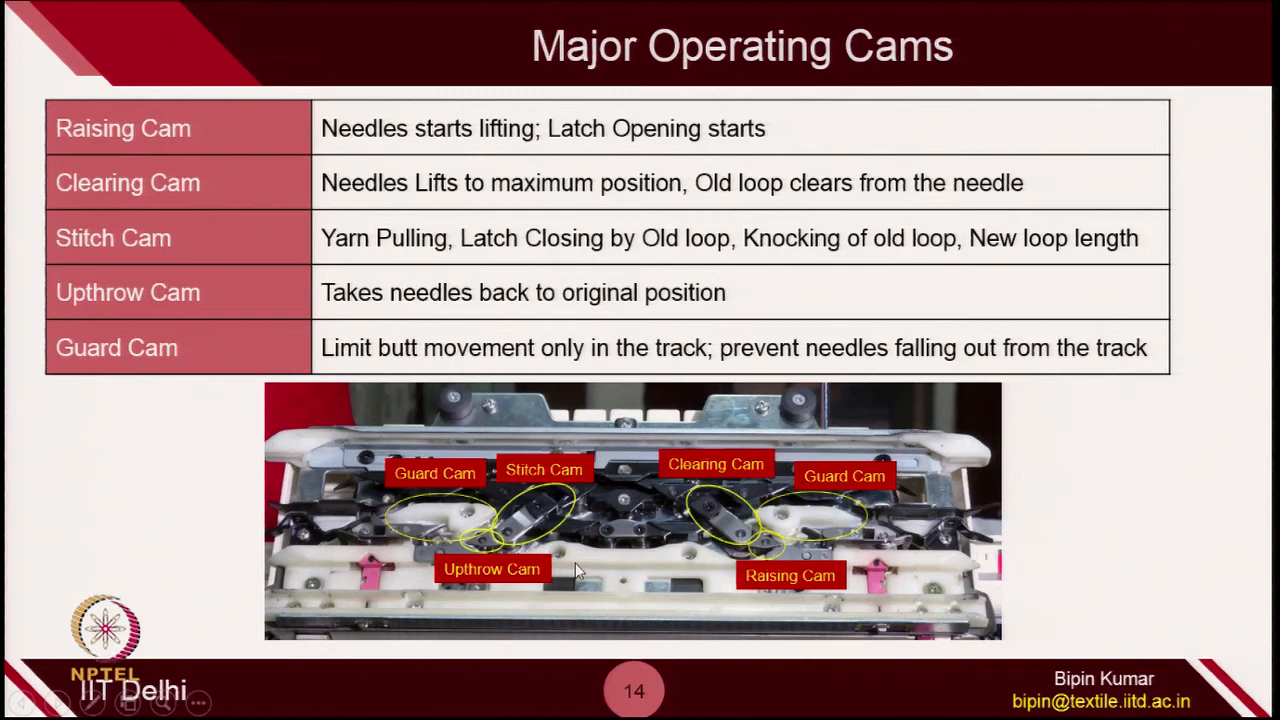 Major Operating Cams
Raising Cam Needles starts lifting; Latch Opening starts
Clearing Cam Needles Lifts to maximum position, Old loop clears from the needle
Stitch Cam Yarn Pulling, Latch Closing by Old loop, Knocking of old loop, New loop length
Upthrow Cam Takes needles back to original position
Guard Cam Limit butt movement only in the track; prevent needles falling out from the track
Guard Cam Stitch Cam Clearing Cam Guard Cam
Upthrow Cam Raising Cam
NPTEL
IIT Delhi
14
Bipin Kumar
bipin@textile.iitd.ac.in